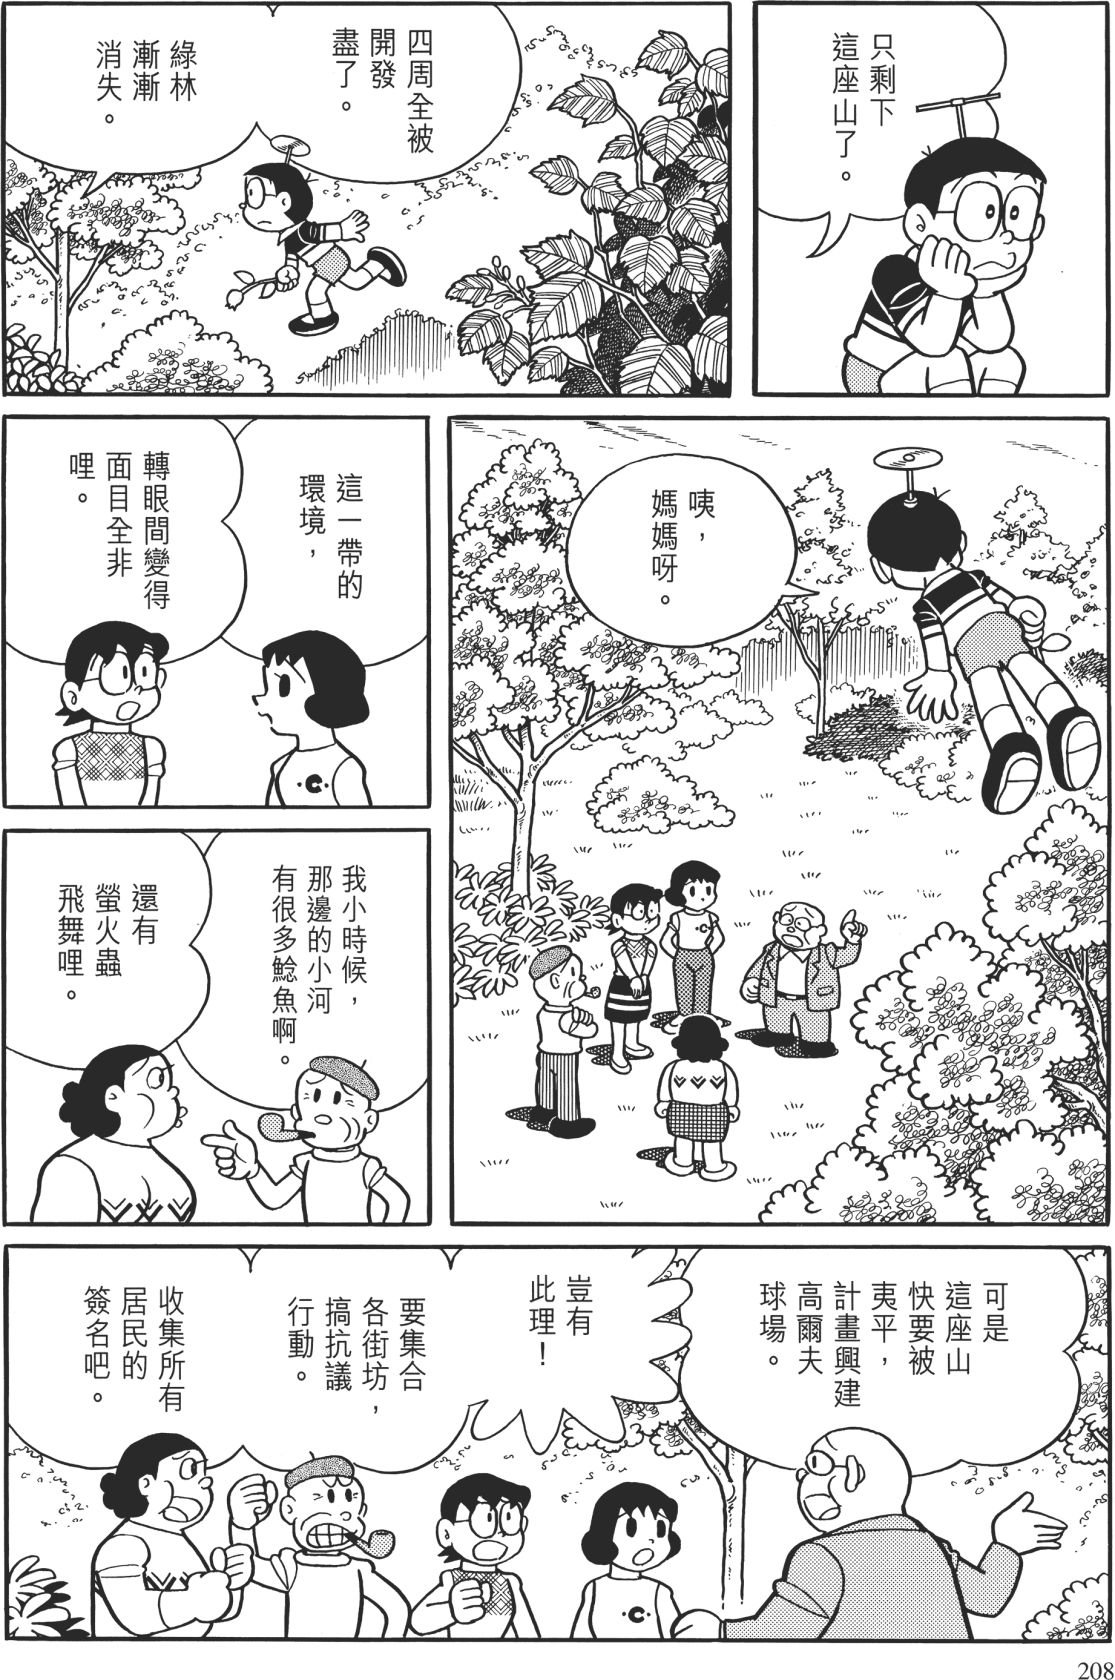 只剩下
這座山了。
四周全被
開發
盡了。
綠林
漸漸
消失。
咦，
媽媽呀。
這一帶的
環境，
轉眼間變得
面目全非
哩。
我小時候，
那邊的小河
有很多鯰魚啊。
還有
螢火蟲
飛舞哩。
可是
這座山
快要被
夷平，
計畫興建
高爾夫
球場。
豈有
此理！
要集合
各街坊，
搞抗議
行動。
收集所有
居民的
簽名吧。
208